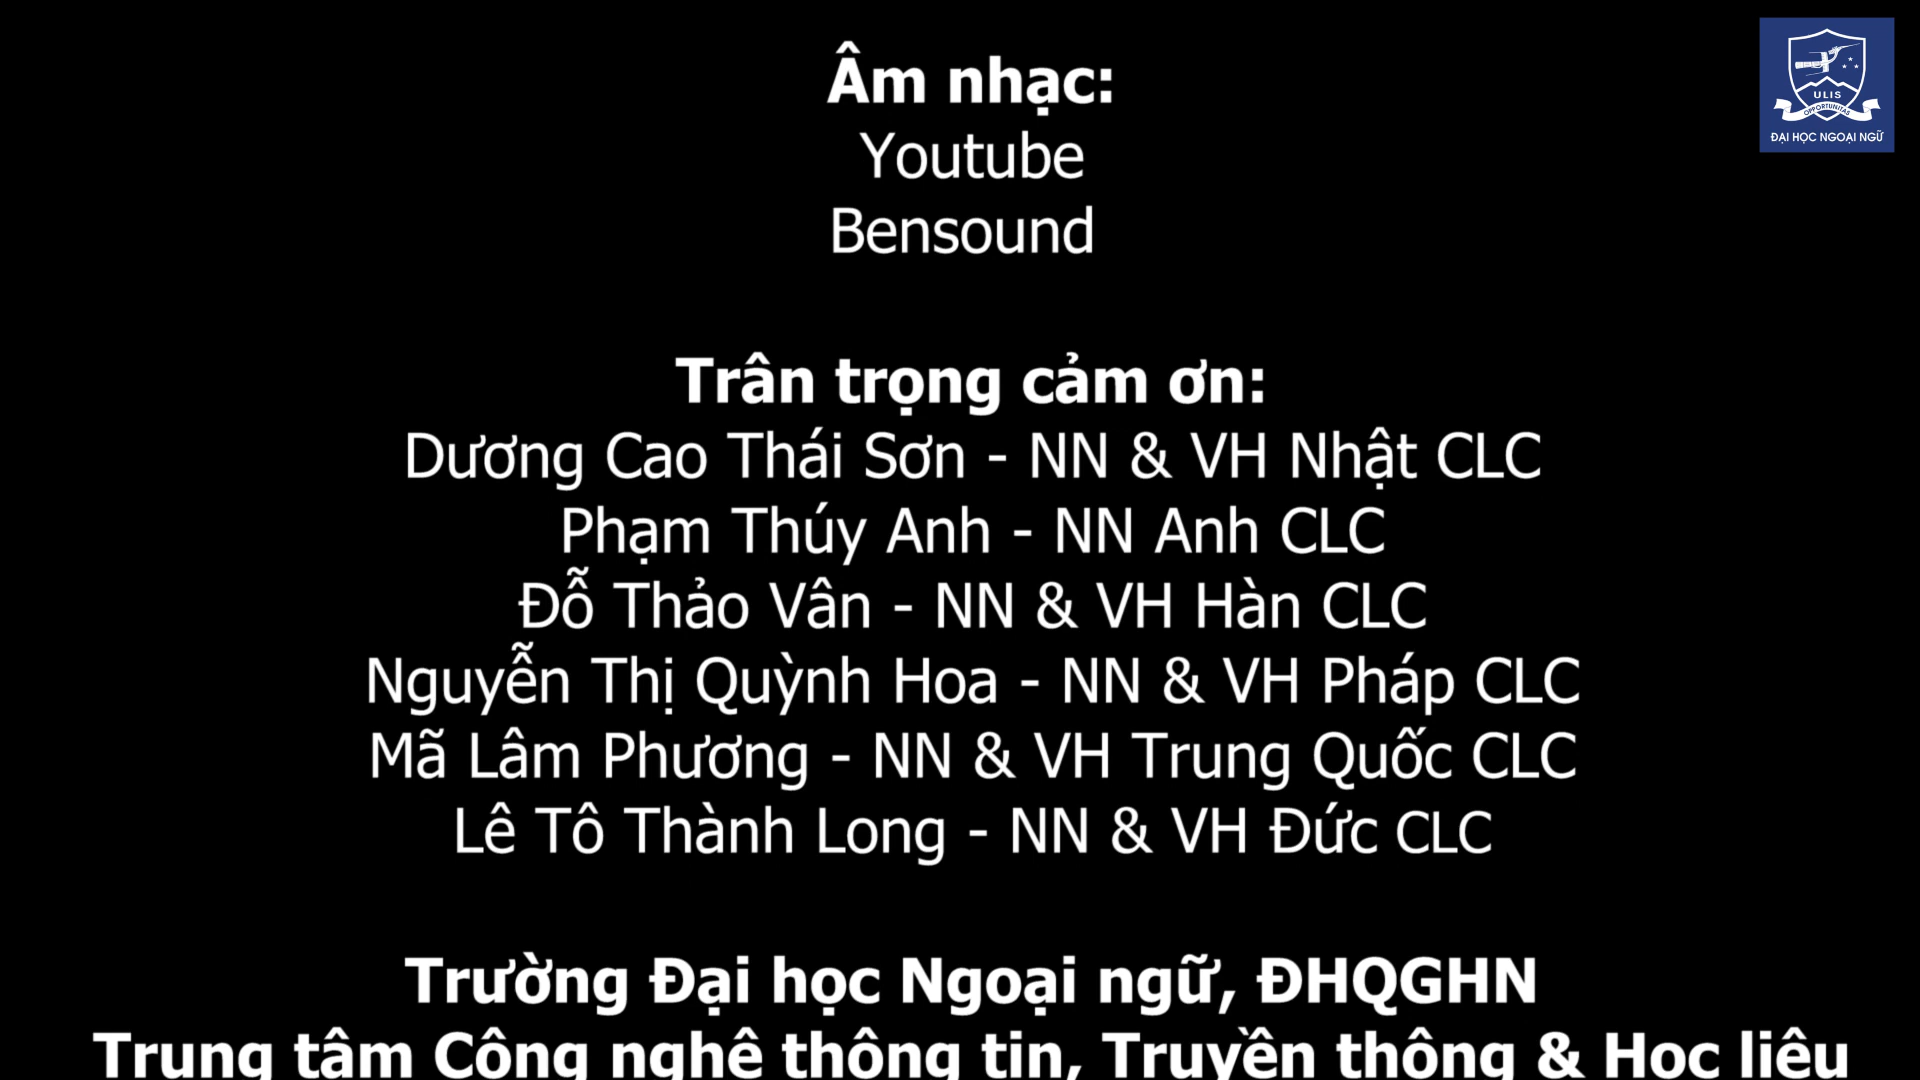 Âm nhạc:
Youtube
Bensound
Trân trọng cảm ơn:
Dương Cao Thái Sơn - NN & VH Nhật CLC
Phạm Thúy Anh - NN Anh CLC
Đỗ Thảo Vân - NN & VH Hàn CLC
Nguyễn Thị Quỳnh Hoa - NN & VH Pháp CLC
Mã Lâm Phương - NN & VH Trung Quốc CLC
Lê Tô Thành Long - NN & VH Đức CLC
Trường Đại học Ngoại ngữ, ĐHQGHN
Trung tâm Công nghệ thông tin, Truyền thông & Học liệu
ULIS
OPPORTUNITAS
ĐẠI HỌC NGOẠI NGỮ